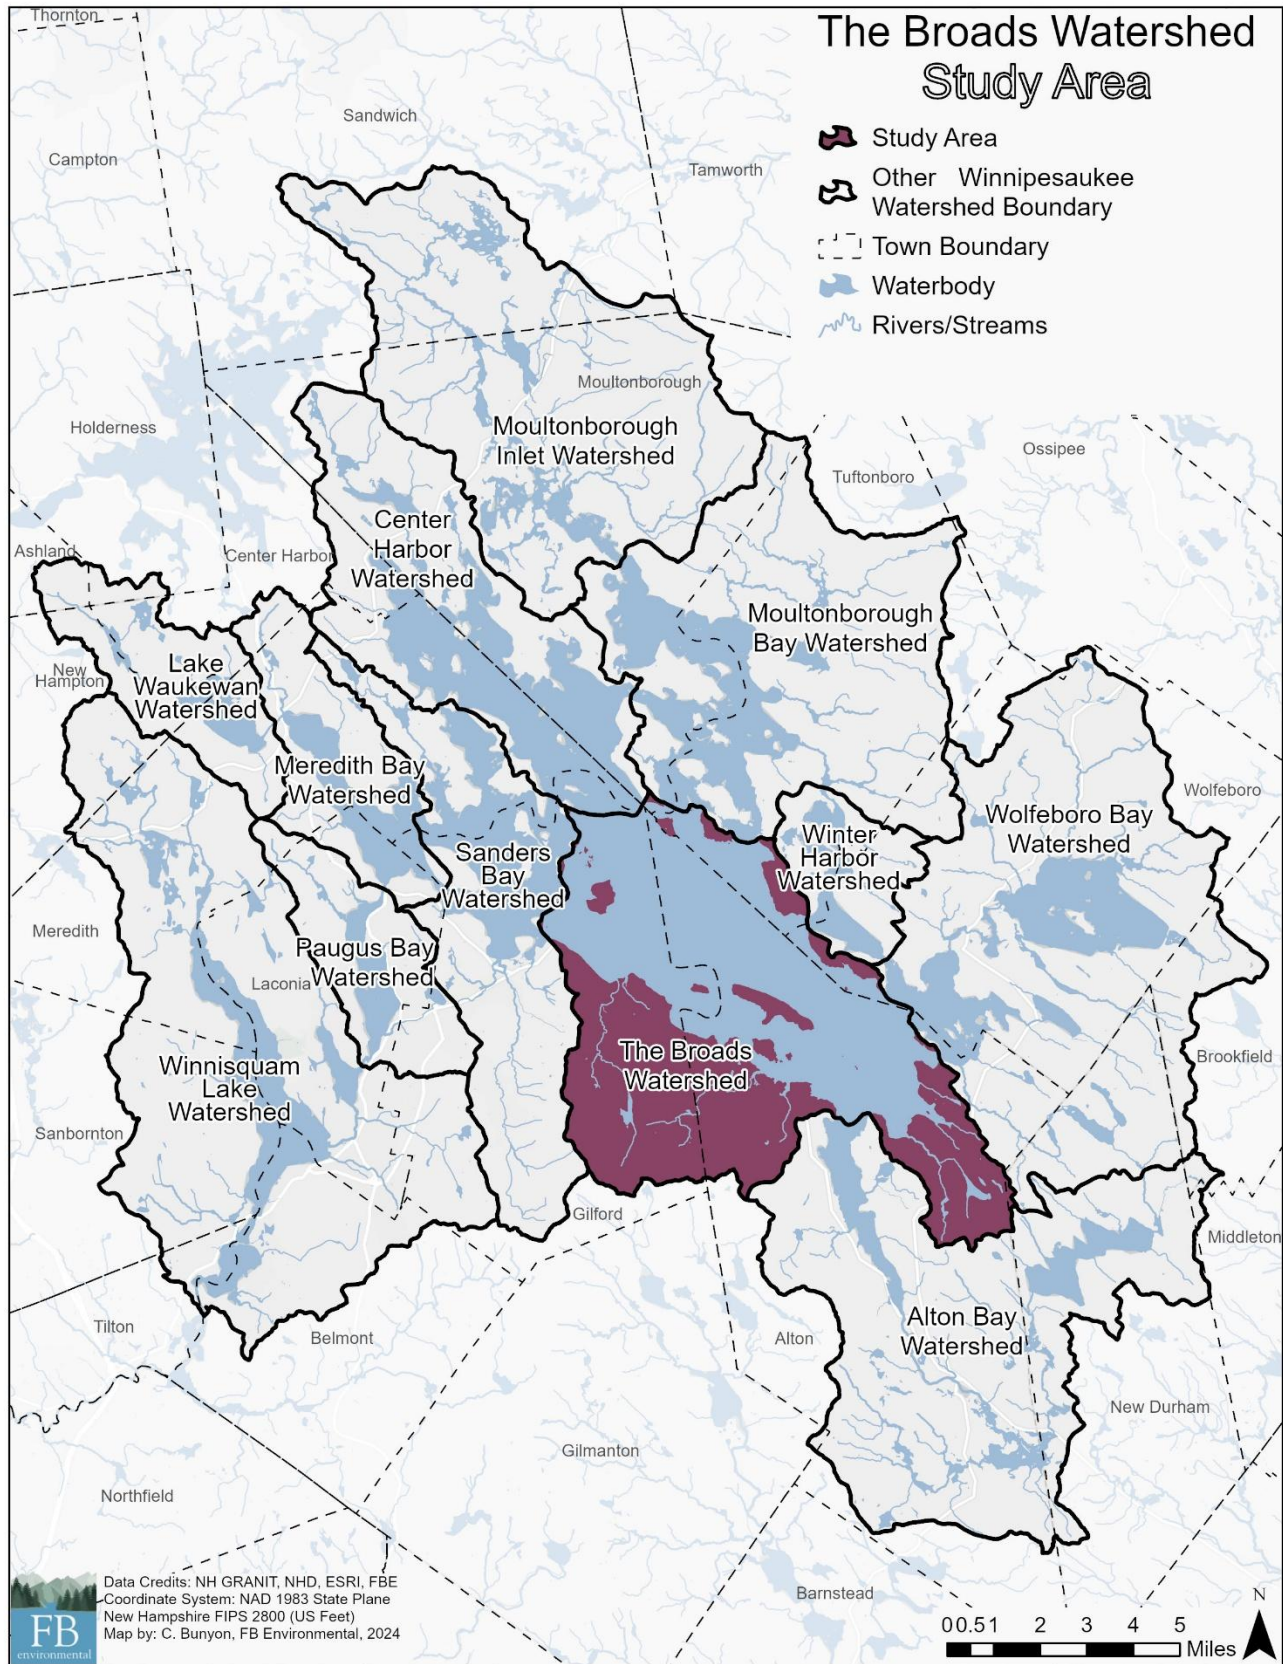 The Broads Watershed
Study Area
Study Area
Other Winnipesaukee
Watershed Boundary
Town Boundary
Waterbody
Rivers/Streams
Thornton
Sandwich
Campton
Tamworth
Moultonborough
Moultonborough
Inlet Watershed
Holderness
Ossipee
Tuftonboro
Center
Harbor
Watershed
Ashland
Center Harbor
Moultonborough
Bay Watershed
New
Hampton
Lake
Waukewan
Watershed
Meredith Bay
Watershed
Wolfeboro
Wolfeboro Bay
Watershed
Winter
Harbor
Watershed
Sanders
Bay
Watershed
Meredith
Paugus Bay
Watershed
Laconia
The Broads
Watershed
Brookfield
Winnisquam
Lake
Watershed
Sanbornton
Gilford
Middleton
Tilton
Belmont
Alton
Alton Bay
Watershed
New Durham
Gilmanton
Northfield
Barnstead
FB
environmental
Data Credits: NH GRANIT, NHD, ESRI, FBE
Coordinate System: NAD 1983 State Plane
New Hampshire FIPS 2800 (US Feet)
Map by: C. Bunyon, FB Environmental, 2024
N
0 0.5 1 2 3 4 5
Miles